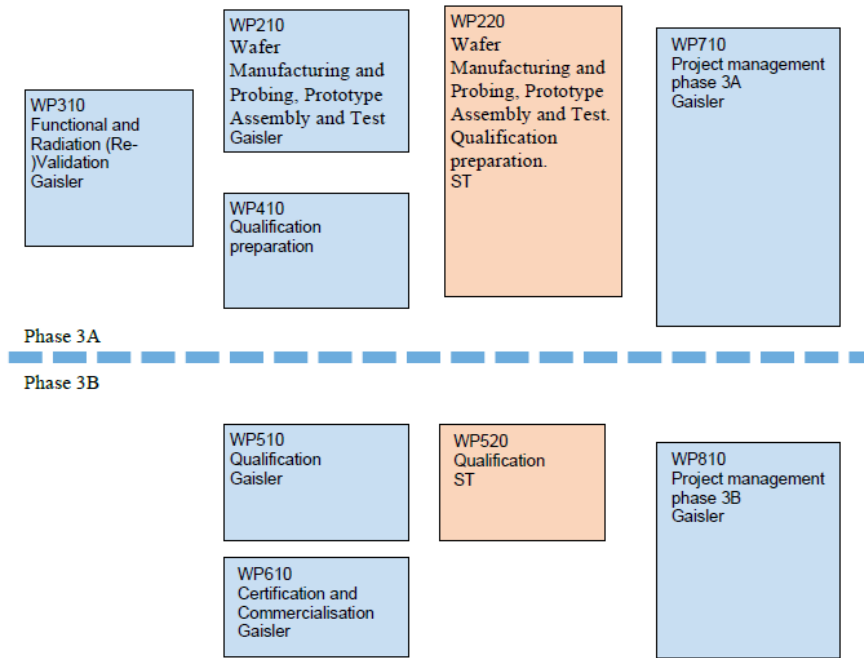 WP310
Functional and
Radiation (Re-
)Validation
Gaisler
WP210
Wafer
Manufacturing and
Probing, Prototype
Assembly and Test
Gaisler
WP410
Qualification
preparation
WP220
Wafer
Manufacturing and
Probing, Prototype
Assembly and Test.
Qualification
preparation.
ST
WP710
Project management
phase 3A
Gaisler
Phase 3A
Phase 3B
WP510
Qualification
Gaisler
WP610
Certification and
Commercialisation
Gaisler
WP520
Qualification
ST
WP810
Project management
phase 3B
Gaisler